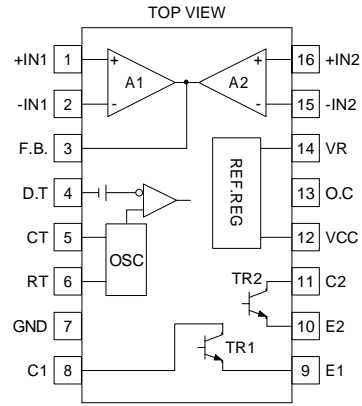 TOP VIEW
+IN1 1 16 +IN2
A1 A2
-IN1 2 15 -IN2
F.B. 3 14 VR
REF.REG
D.T 4 13 O.C
CT 5 12 VCC
OSC
RT 6 11 C2
TR2
GND 7 10 E2
TR1
C1 8 9 E1
+ +
- -